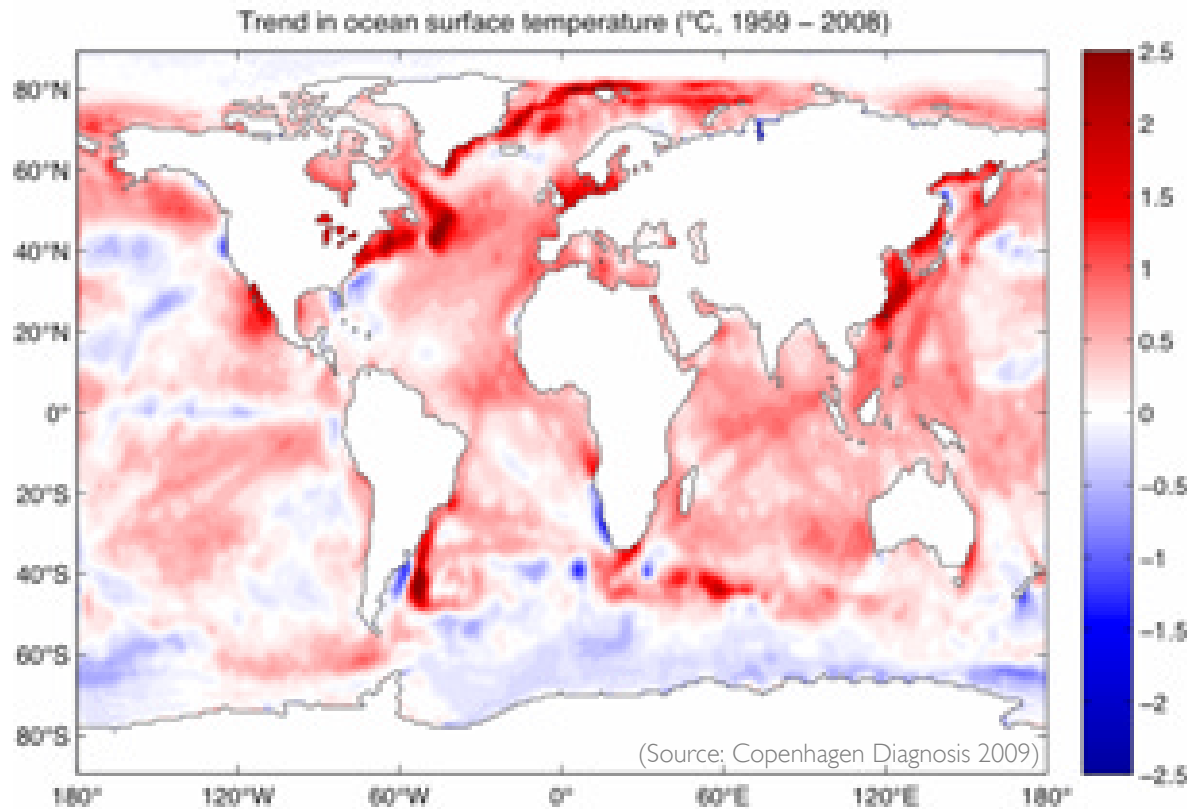 Trend in ocean surface temperature (°C, 1959 – 2008)
80°N
60°N
40°N
20°N
0°
20°S
40°S
60°S
80°S
180°
120°W
60°W
0°
60°E
120°E
180°
2.5
2
1.5
1
0.5
0
−0.5
−1
−1.5
−2
−2.5
(Source: Copenhagen Diagnosis 2009)